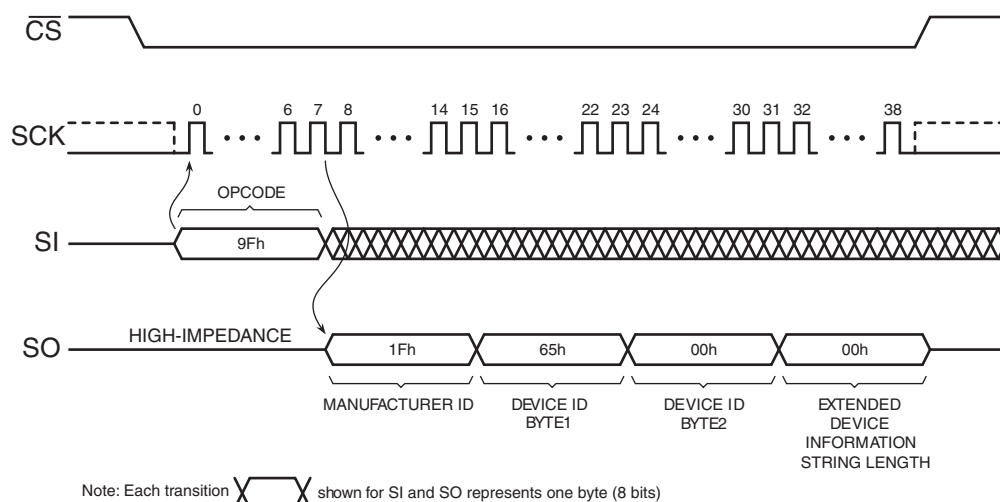 CS
0 6 7 8 14 15 16 22 23 24 30 31 32 38
SCK
OPCODE
SI
9Fh
HIGH-IMPEDANCE
SO
1Fh 65h 00h 00h
MANUFACTURER ID
DEVICE ID
BYTE1
DEVICE ID
BYTE2
EXTENDED
DEVICE
INFORMATION
STRING LENGTH
Note: Each transition shown for SI and SO represents one byte (8 bits)